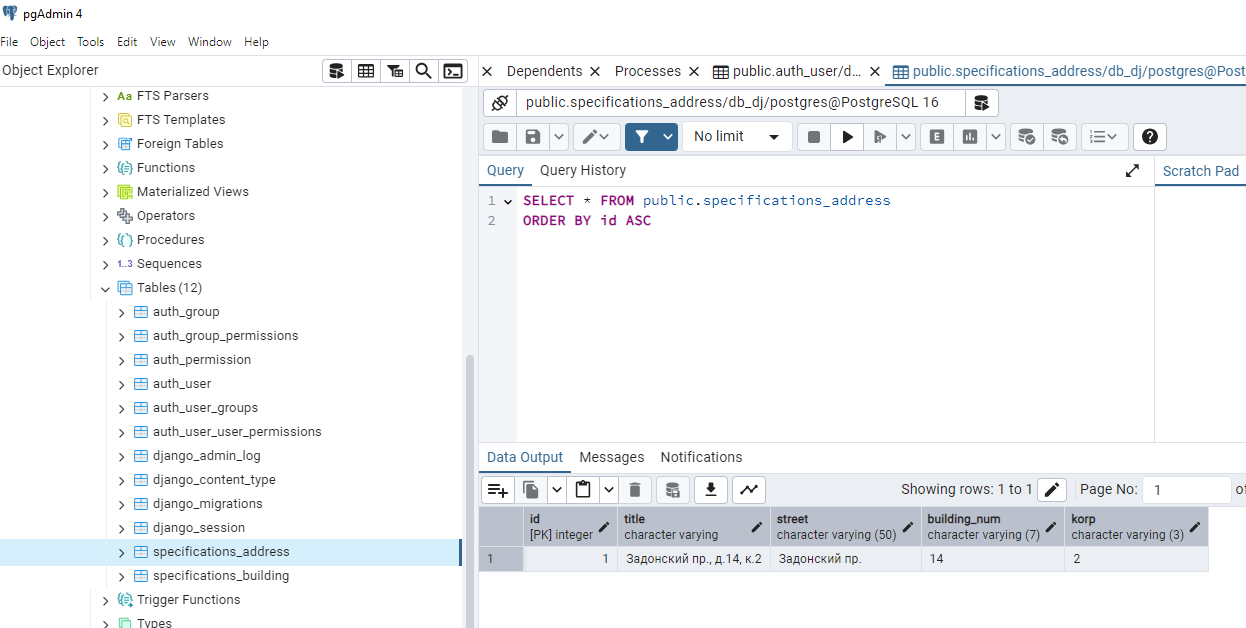 pgAdmin 4
File Object Tools Edit View Window Help
Object Explorer
Dependents Processes public.auth_user/d... public.specifications_address/db_dj/postgres@Post
public.specifications_address/db_dj/postgres@PostgreSQL 16
No limit
E
Query Query History
Scratch Pad
1 SELECT * FROM public.specifications_address
2 ORDER BY id ASC
Aa FTS Parsers
FTS Templates
Foreign Tables
Functions
Materialized Views
Operators
Procedures
1..3 Sequences
Tables (12)
auth_group
auth_group_permissions
auth_permission
auth_user
auth_user_groups
auth_user_user_permissions
django_admin_log
django_content_type
django_migrations
django_session
specifications_address
specifications_building
Trigger Functions
Types
Data Output Messages Notifications
Showing rows: 1 to 1 Page No: 1 of
id title street building_num korp
[PK] integer character varying character varying (50) character varying (7) character varying (3)
1 1 Задонский пр., д.14, к.2 Задонский пр. 14 2